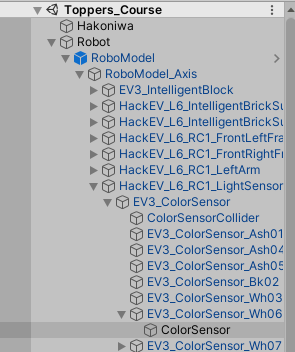 Toppers_Course
Hakoniwa
Robot
RoboModel
RoboModel_Axis
EV3_IntelligentBlock
HackEV_L6_IntelligentBrickSu
HackEV_L6_IntelligentBrickSu
HackEV_L6_RC1_FrontLeftFra
HackEV_L6_RC1_FrontRightFr
HackEV_L6_RC1_LeftArm
HackEV_L6_RC1_LightSensor
EV3_ColorSensor
ColorSensorCollider
EV3_ColorSensor_Ash01
EV3_ColorSensor_Ash04
EV3_ColorSensor_Ash05
EV3_ColorSensor_Bk02
EV3_ColorSensor_Wh03
EV3_ColorSensor_Wh06
ColorSensor
EV3_ColorSensor_Wh07